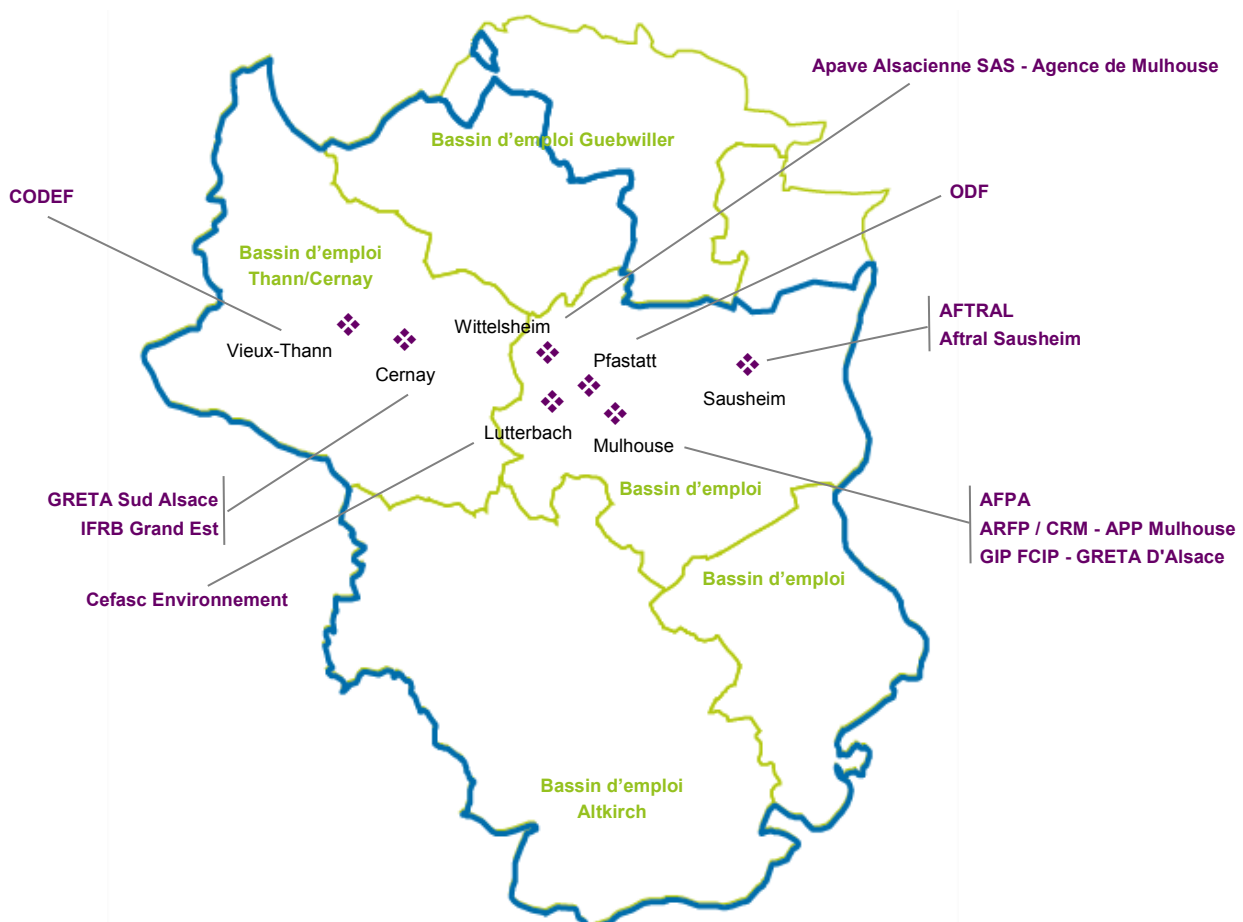 Apave Alsacienne SAS - Agence de Mulhouse
Bassin d'emploi Guebwiller
CODEF
ODF
Bassin d'emploi
Thann/Cernay
AFTRAL
Aftral Sausheim
Wittelsheim
Vieux-Thann
Cernay
Pfastatt
Sausheim
Lutterbach
Mulhouse
Bassin d'emploi
GRETA Sud Alsace
IFRB Grand Est
AFPA
ARFP / CRM - APP Mulhouse
GIP FCIP - GRETA D'Alsace
Bassin d'emploi
Cefasc Environnement
Bassin d'emploi
Altkirch